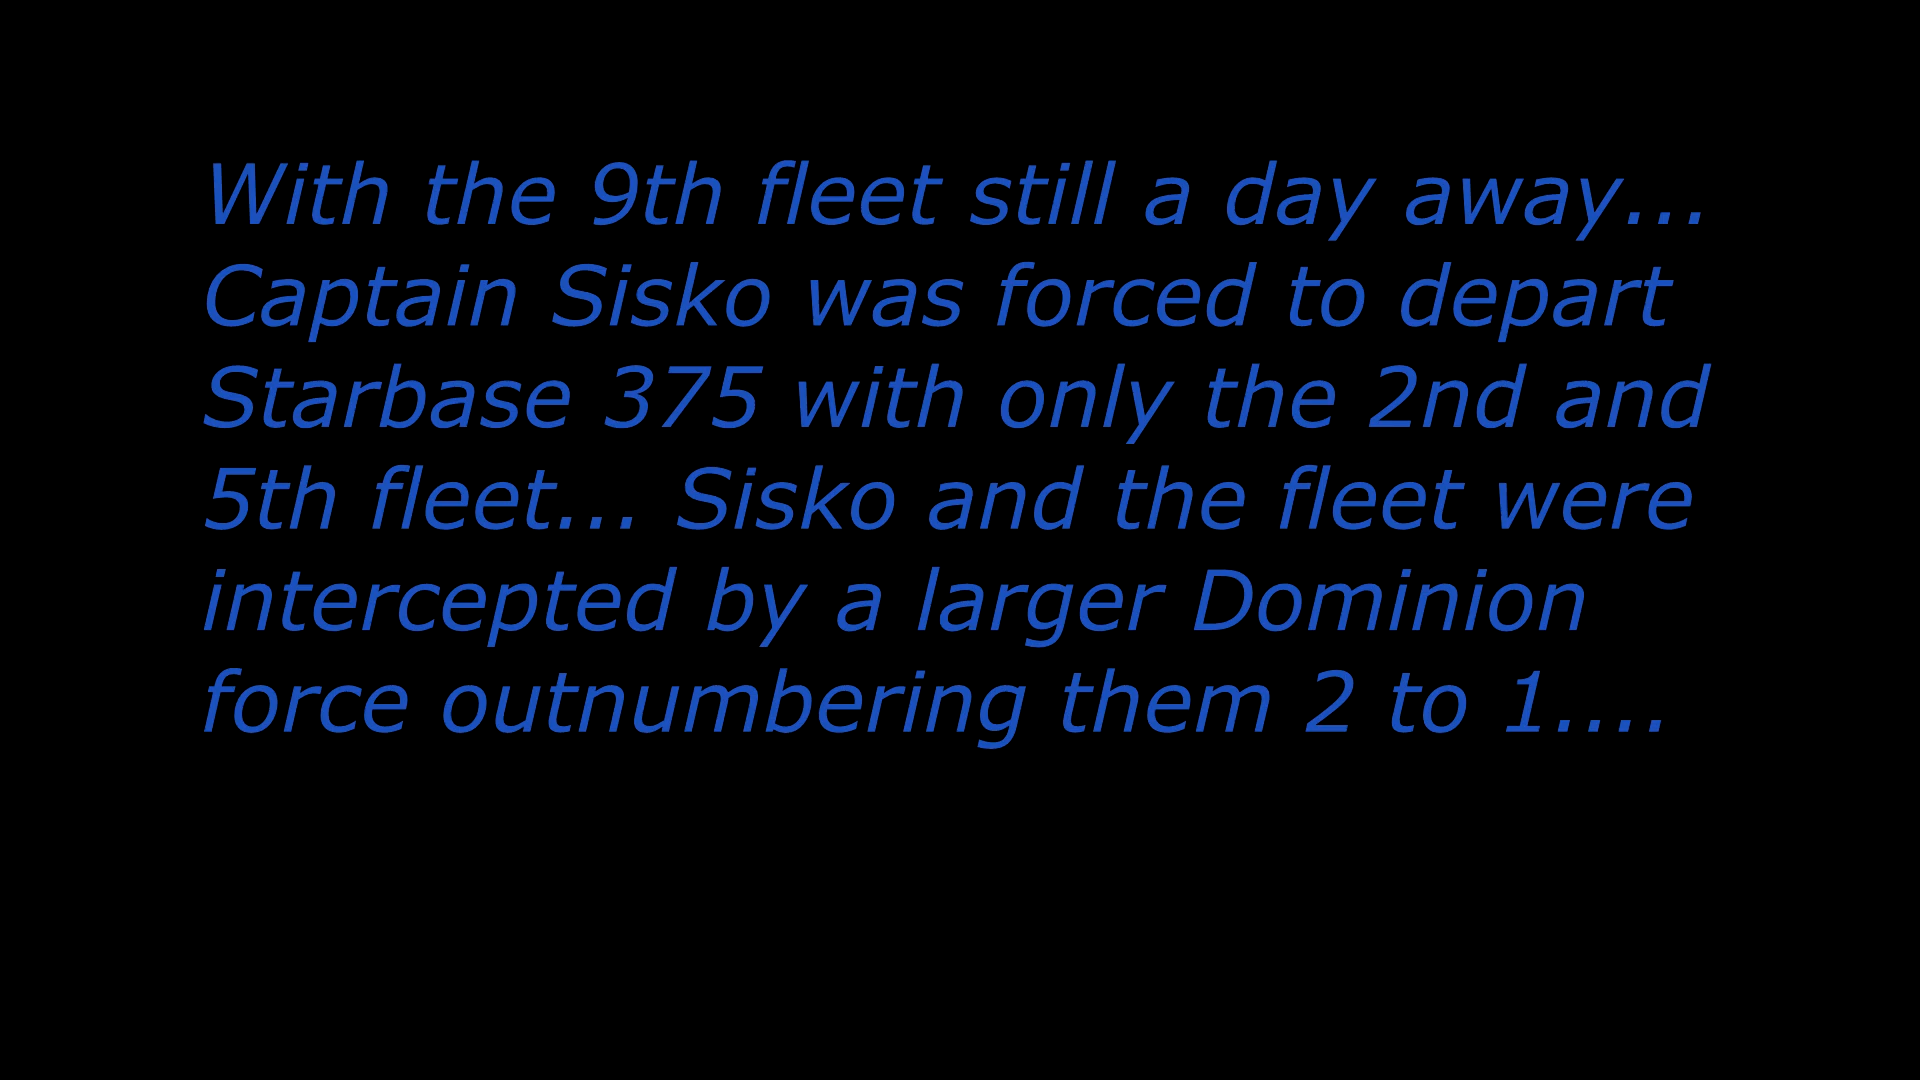 With the 9th fleet still a day away...
Captain Sisko was forced to depart
Starbase 375 with only the 2nd and
5th fleet... Sisko and the fleet were
intercepted by a larger Dominion
force outnumbering them 2 to 1....